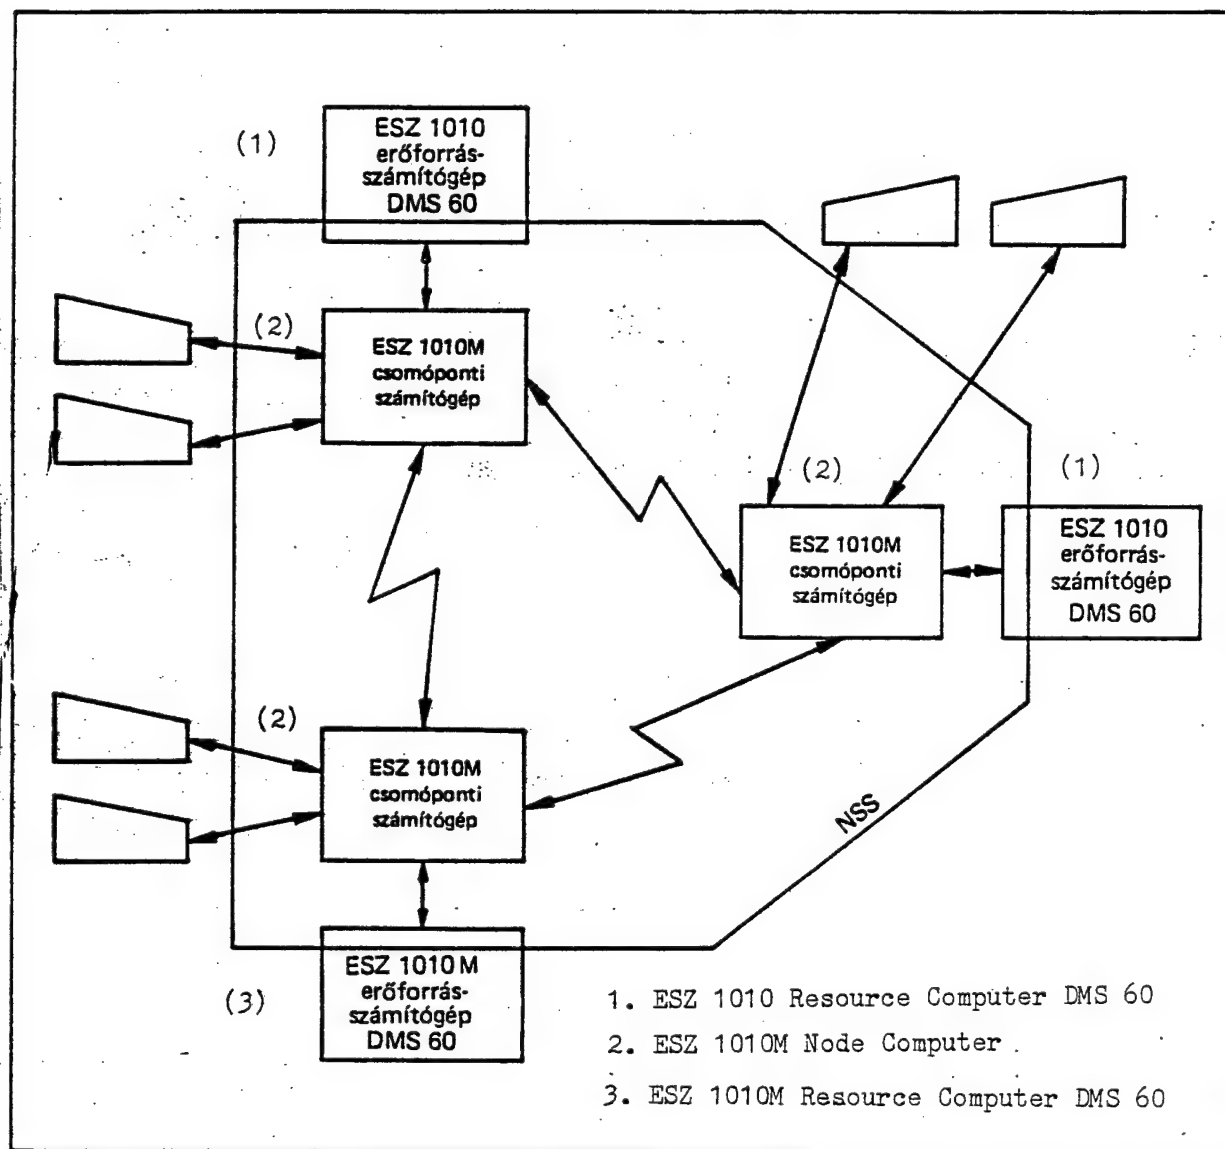 (1)
ESZ 1010
erőforrás-
számítógép
DMS 60
(2)
ESZ 1010M
csomóponti
számítógép
(2)
(1)
ESZ 1010M
csomóponti
számítógép
ESZ 1010
erőforrás-
számítógép
DMS 60
(2)
ESZ 1010M
csomóponti
számítógép
NSS
(3)
ESZ 1010 M
erőforrás-
számítógép
DMS 60
1. ESZ 1010 Resource Computer DMS 60
2. ESZ 1010M Node Computer
3. ESZ 1010M Resource Computer DMS 60